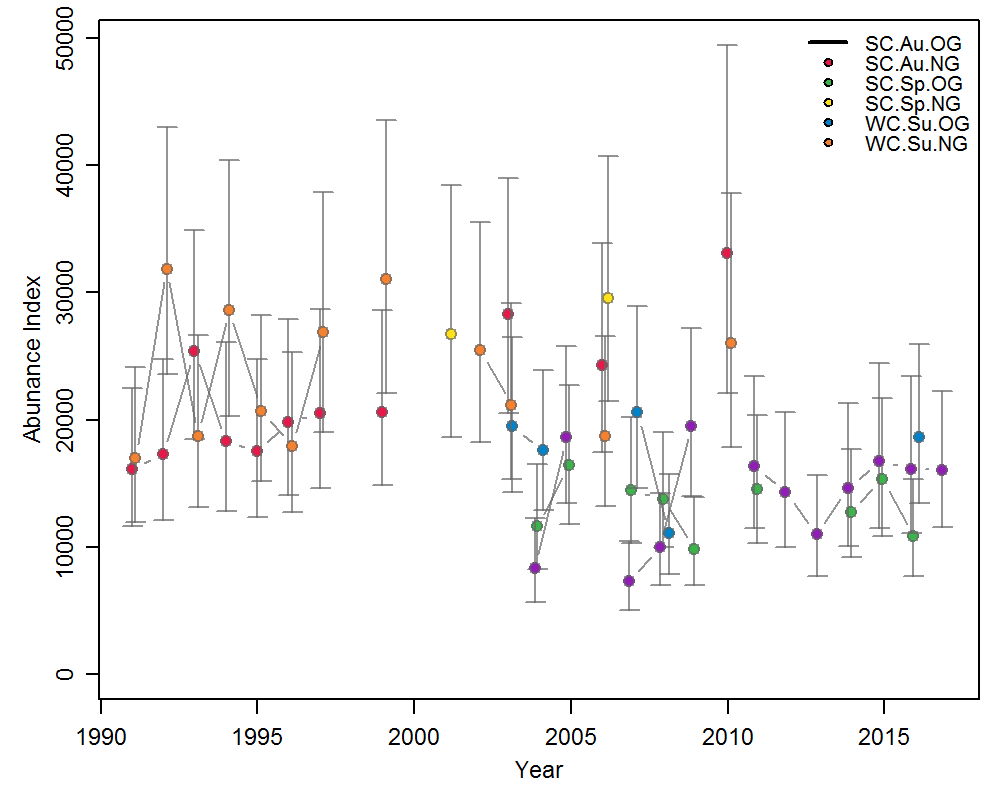 50000
40000
30000
20000
10000
0
Abunance Index
SC.Au.OG
SC.Au.NG
SC.Sp.OG
SC.Sp.NG
WC.Su.OG
WC.Su.NG
1990 1995 2000 2005 2010 2015
Year